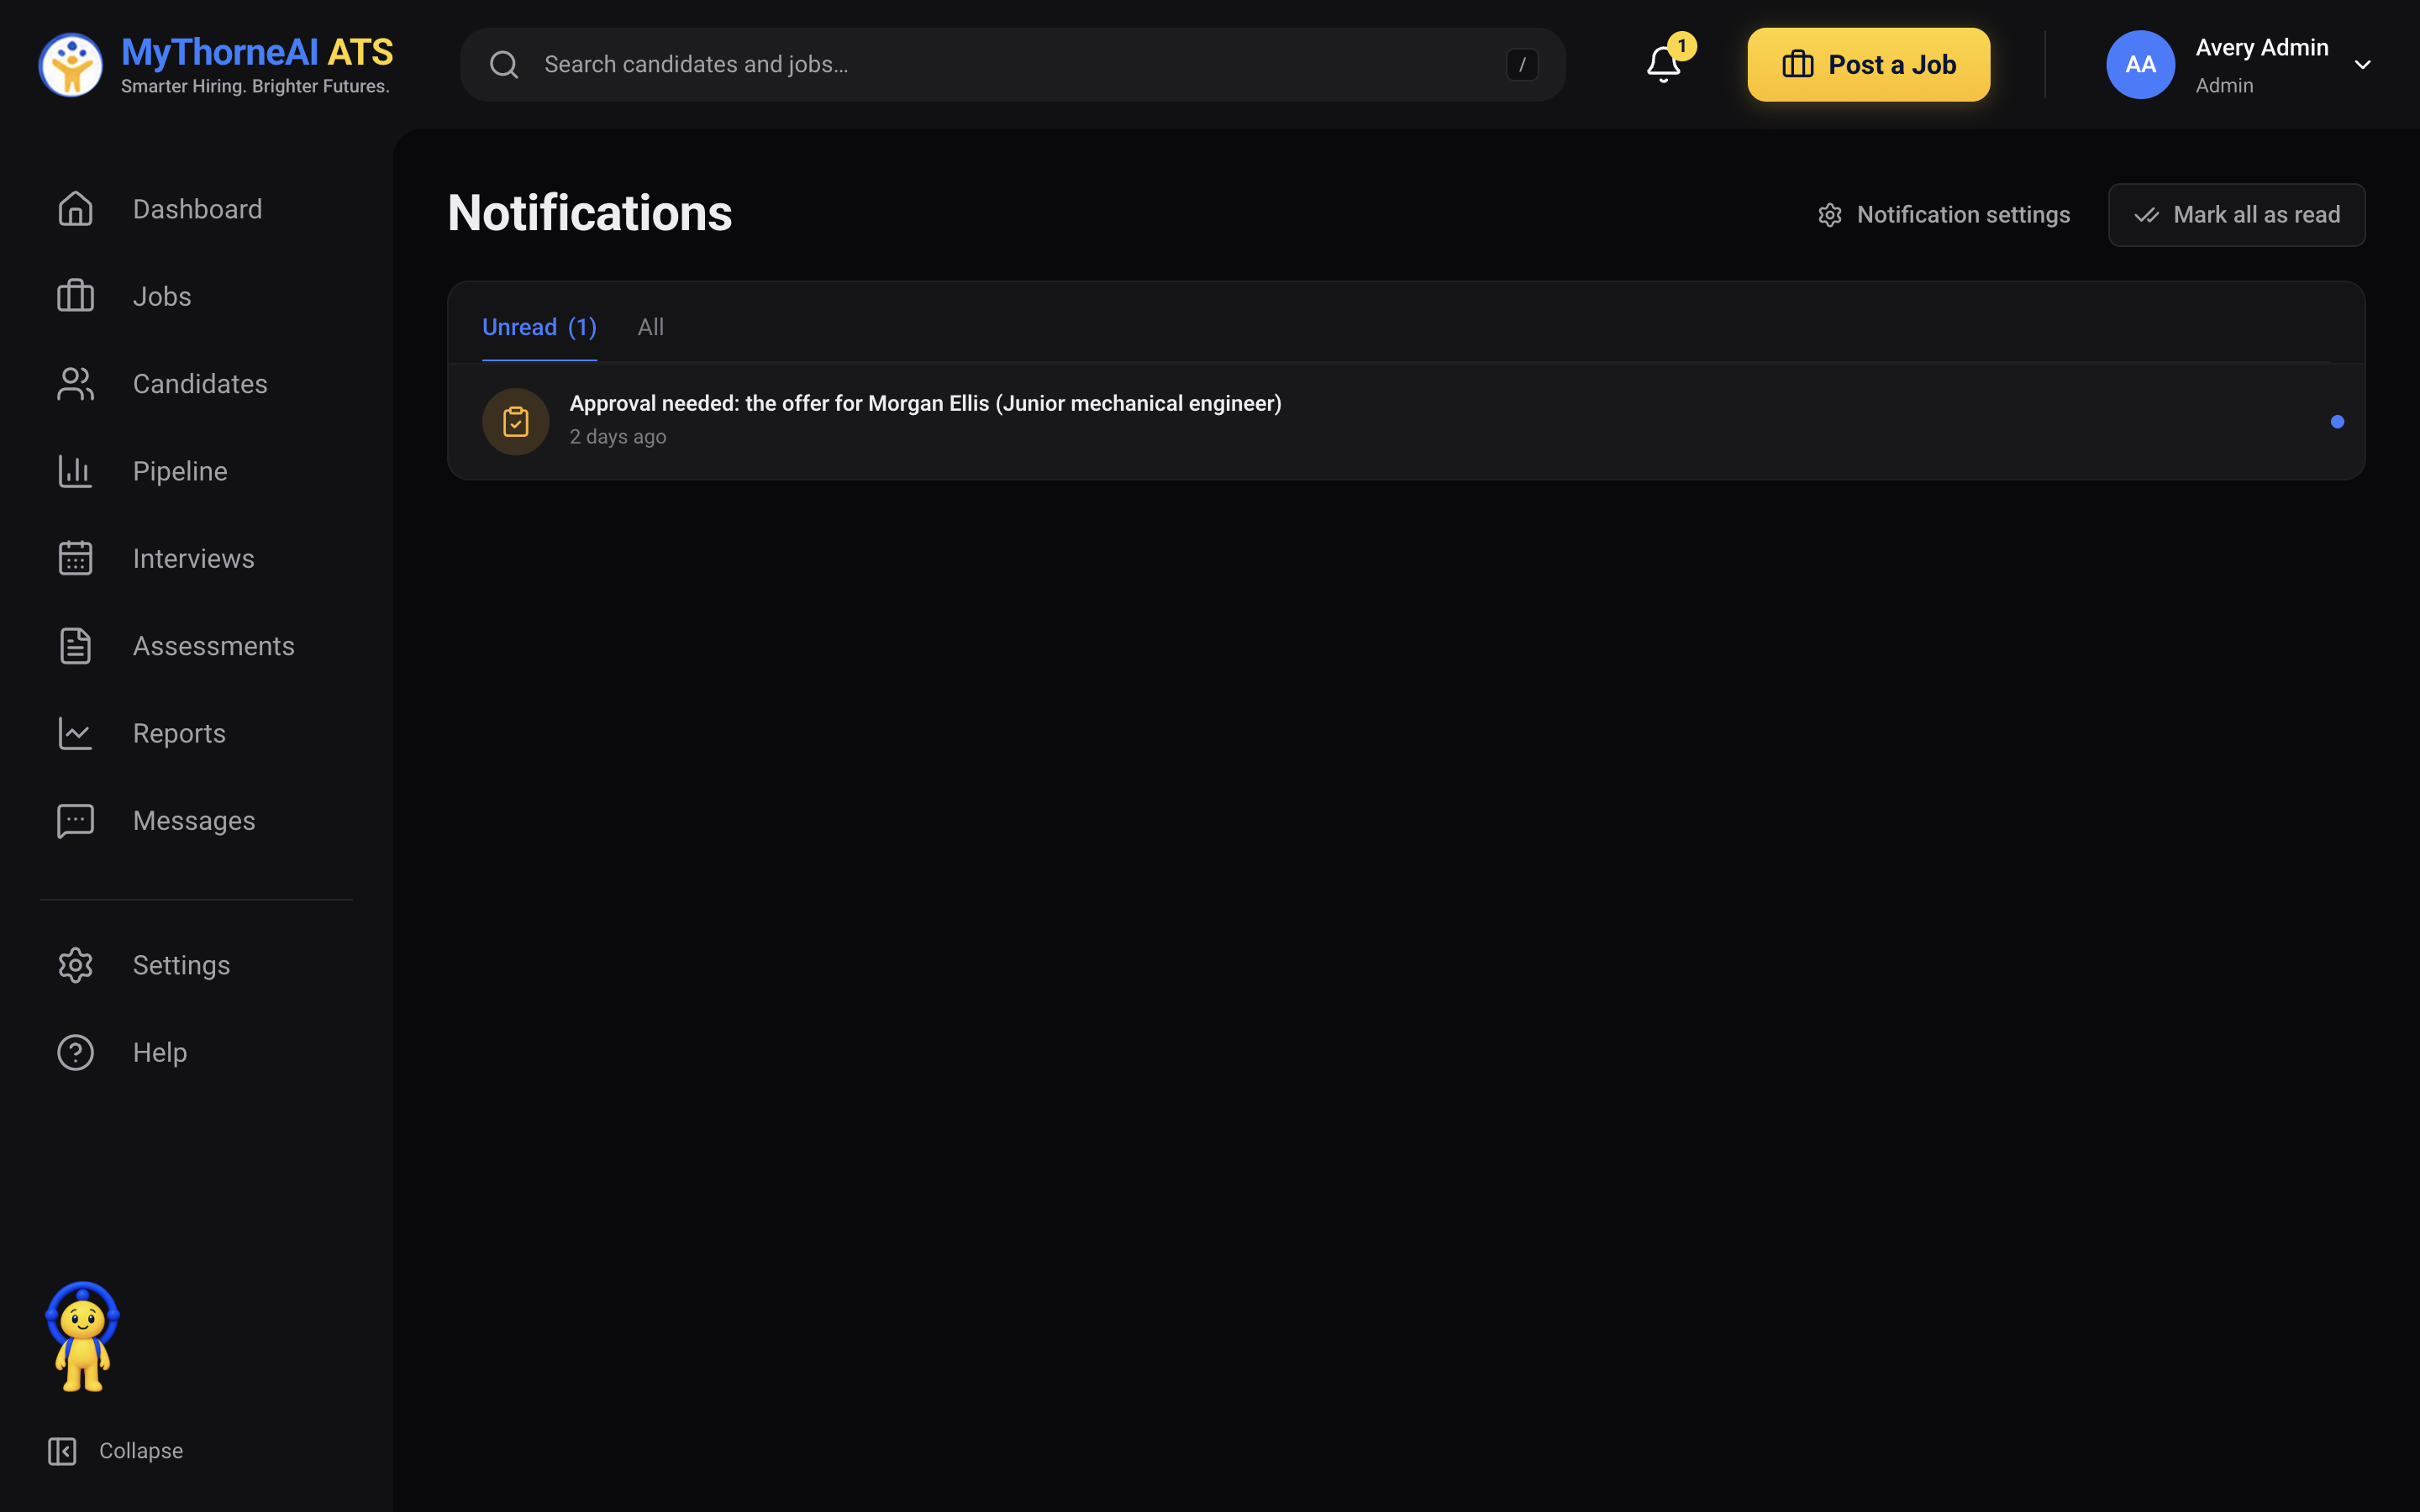 MyThorneAI ATS
Smarter Hiring. Brighter Futures.
Search candidates and jobs...
/
1
Post a Job
AA
Avery Admin
Admin
Dashboard
Jobs
Candidates
Pipeline
Interviews
Assessments
Reports
Messages
Settings
Help
Collapse
Notifications
Notification settings
Mark all as read
Unread (1)
All
Approval needed: the offer for Morgan Ellis (Junior mechanical engineer)
2 days ago